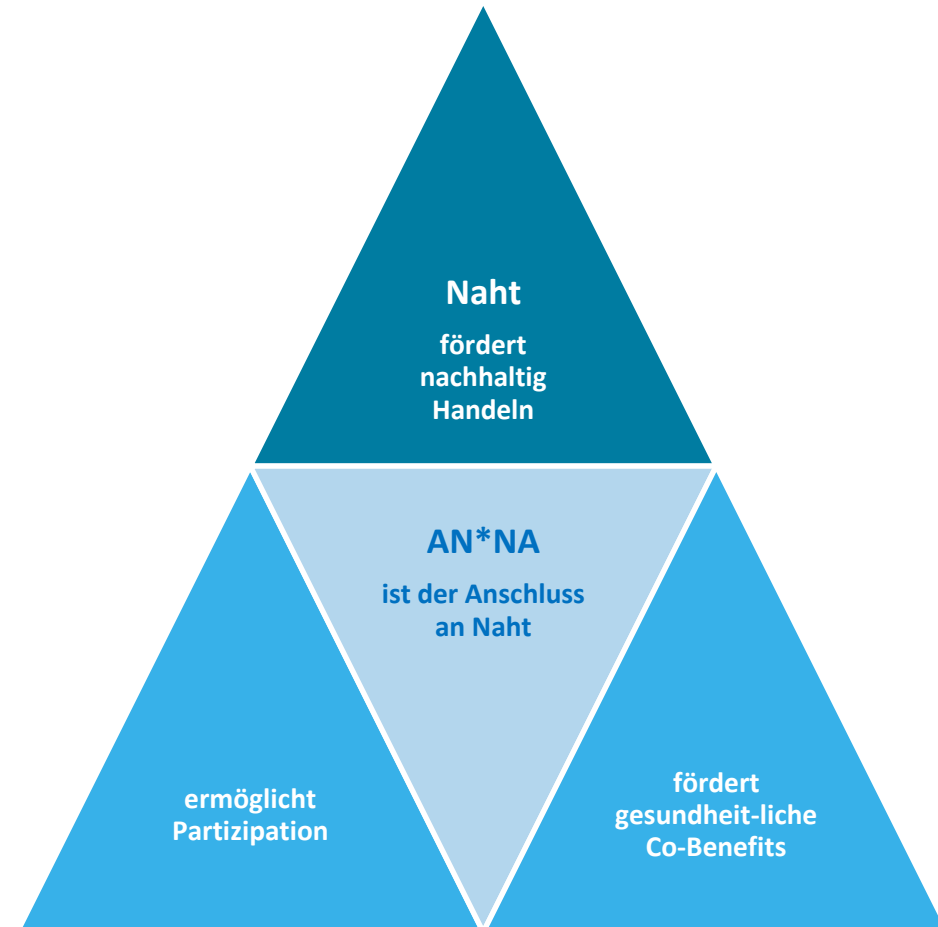 Naht
fördert
nachhaltig
Handeln
AN*NA
ist der Anschluss
an Naht
ermöglicht
Partizipation
fördert
gesundheit-liche
Co-Benefits